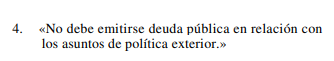 4. «No debe emitirse deuda pública en relación con
los asuntos de política exterior.»